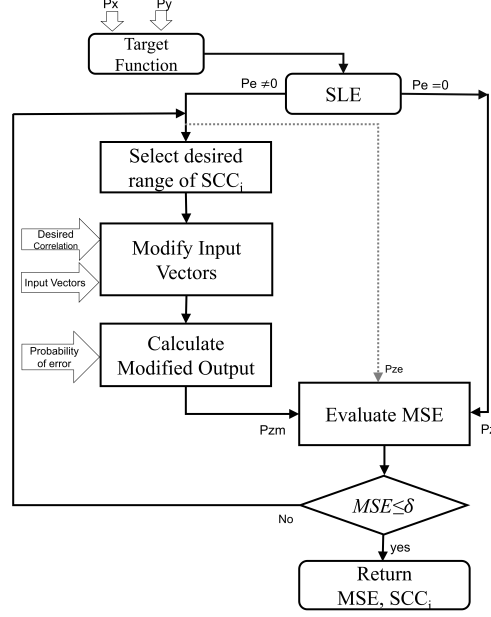 Px Py
Target
Function
Pe ≠0
SLE
Pe =0
Select desired
range of SCCi
Desired
Correlation
Modify Input
Vectors
Input Vectors
Calculate
Modified Output
Probability
of error
Pze
Pzm
Evaluate MSE
MSE≤δ
No
yes
Return
MSE, SCCi